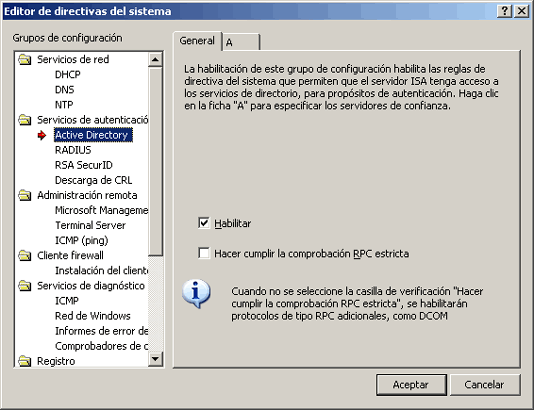 Editor de directivas del sistema
Grupos de configuración
Servicios de red
DHCP
DNS
NTP
Servicios de autenticació
Active Directory
RADIUS
RSA SecurID
Descarga de CRL
Administración remota
Microsoft Manageme
Terminal Server
ICMP (ping)
Cliente firewall
Instalación del cliente
Servicios de diagnóstico
ICMP
Red de Windows
Informes de error de
Comprobadores de c
Registro
General
A
La habilitación de este grupo de configuración habilita las reglas de
directiva del sistema que permiten que el servidor ISA tenga acceso a
los servicios de directorio, para propósitos de autenticación. Haga clic
en la ficha "A" para especificar los servidores de confianza.
Habilitar
Hacer cumplir la comprobación RPC estricta
Cuando no se seleccione la casilla de verificación "Hacer
cumplir la comprobación RPC estricta", se habilitarán
protocolos de tipo RPC adicionales, como DCOM
Aceptar
Cancelar